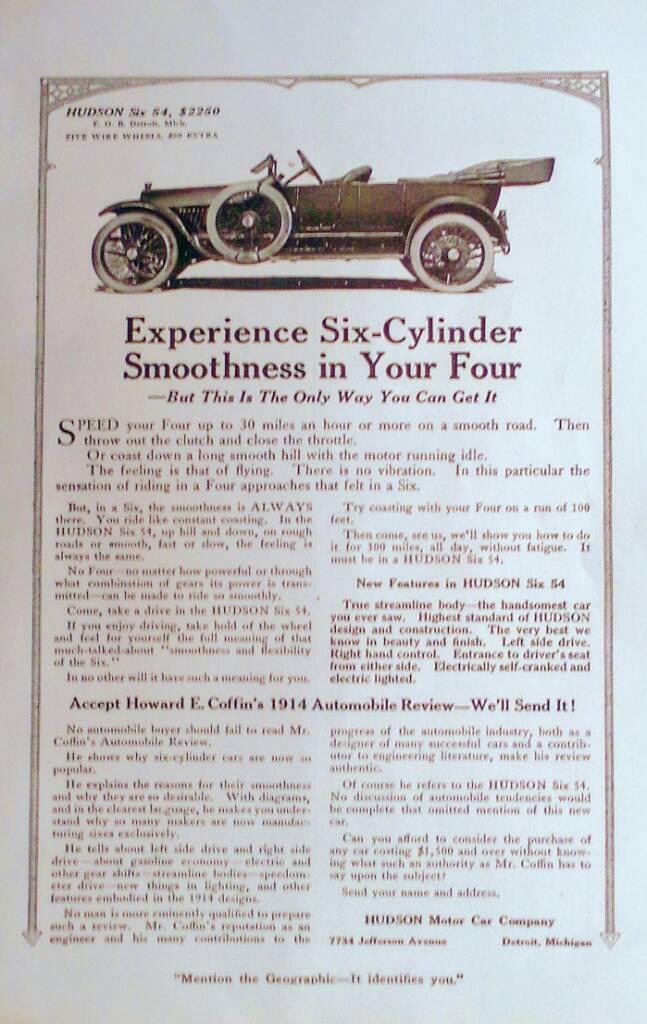 HUDSON Six 54, $2250
F. O. B. Detroit, Mich.
FIVE WIRE WHEELS, EXTRA
Experience Six-Cylinder
Smoothness in Your Four
—But This Is The Only Way You Can Get It
SPEED your Four up to 30 miles an hour or more on a smooth road. Then
throw out the clutch and close the throttle.
Or coast down a long smooth hill with the motor running idle.
The feeling is that of flying. There is no vibration. In this particular the
sensation of riding in a Four approaches that felt in a Six.
But, in a Six, the smoothness is ALWAYS
there. You ride like constant coasting. In the
HUDSON Six 54, up hill and down, on rough
roads or smooth, fast or slow, the feeling is
always the same.
No Four—no matter how powerful or through
what combination of gears its power is trans-
mitted—can be made to ride so smoothly.
Come, take a drive in the HUDSON Six 54.
If you enjoy driving, take hold of the wheel
and feel for yourself the full meaning of that
much-talked-about "smoothness and flexibility
of the Six."
In no other will it have such a meaning for you.
Try coasting with your Four on a run of 100
feet.
Then come, see us, we'll show you how to do
it for 300 miles, all day, without fatigue. It
must be in a HUDSON Six 54.
New Features in HUDSON Six 54
True streamline body—the handsomest car
you ever saw. Highest standard of HUDSON
design and construction. The very best we
know in beauty and finish. Left side drive.
Right hand control. Entrance to driver's seat
from either side. Electrically self-cranked and
electric lighted.
Accept Howard E. Coffin's 1914 Automobile Review—We'll Send It!
No automobile buyer should fail to read Mr.
Coffin's Automobile Review.
He shows why six-cylinder cars are now so
popular.
He explains the reasons for their smoothness
and why they are so desirable. With diagrams,
and in the clearest language, he makes you under-
stand why so many makers are now manufac-
turing sixes exclusively.
He tells about left side drive and right side
drive—about gasoline economy—electric and
other gear shifts—streamline bodies—speedom-
eter drive—new things in lighting, and other
features embodied in the 1914 designs.
No man is more eminently qualified to prepare
such a review. Mr. Coffin's reputation as an
engineer and his many contributions to the
progress of the automobile industry, both as a
designer of many successful cars and a contrib-
utor to engineering literature, make his review
authentic.
Of course he refers to the HUDSON Six 54.
No discussion of automobile tendencies would
be complete that omitted mention of this new
car.
Can you afford to consider the purchase of
any car costing $1,500 and over without know-
ing what such an authority as Mr. Coffin has to
say upon the subject?
Send your name and address.
HUDSON Motor Car Company
7734 Jefferson Avenue Detroit, Michigan
"Mention the Geographic—It identifies you."